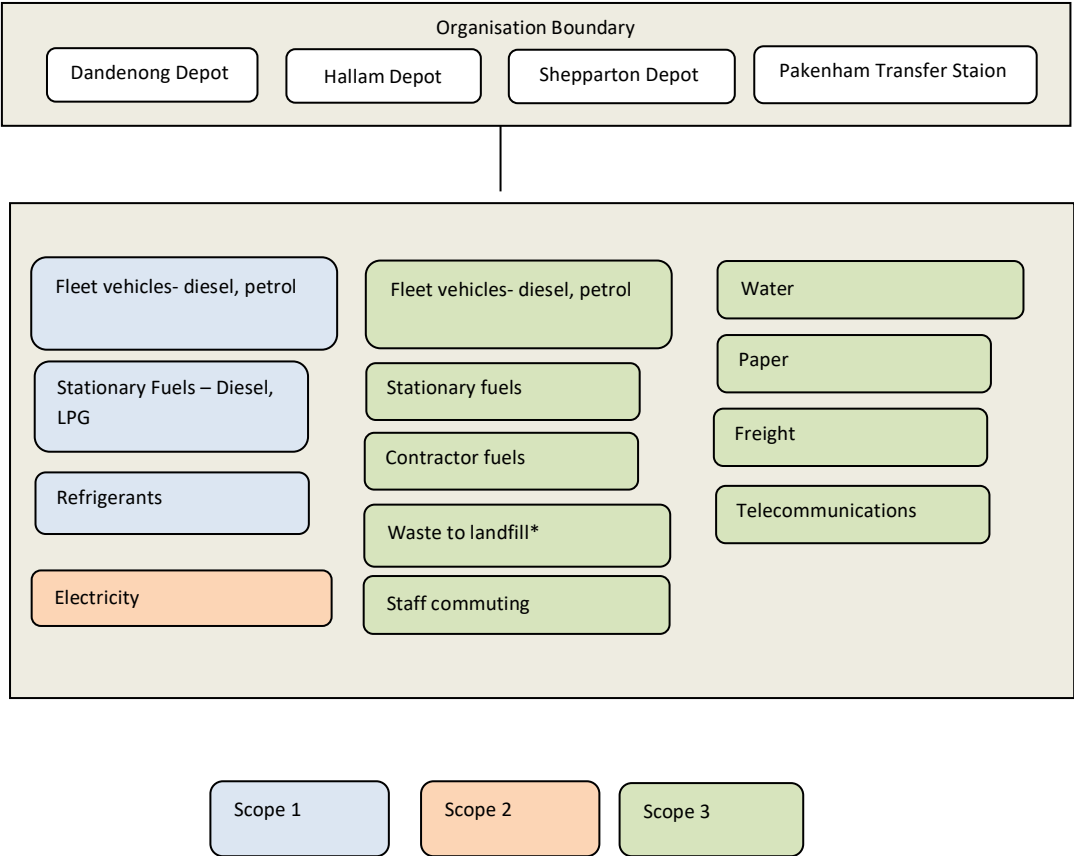 Organisation Boundary
Dandenong Depot
Hallam Depot
Shepparton Depot
Pakenham Transfer Staion
Fleet vehicles- diesel, petrol
Stationary Fuels – Diesel,
LPG
Refrigerants
Electricity
Fleet vehicles- diesel, petrol
Stationary fuels
Contractor fuels
Waste to landfill*
Staff commuting
Water
Paper
Freight
Telecommunications
Scope 1
Scope 2
Scope 3